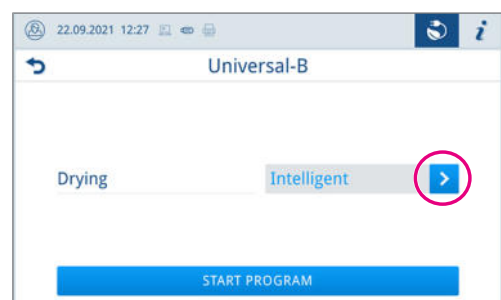 22.09.2021 12:27 i
Universal-B
Drying Intelligent >
START PROGRAM